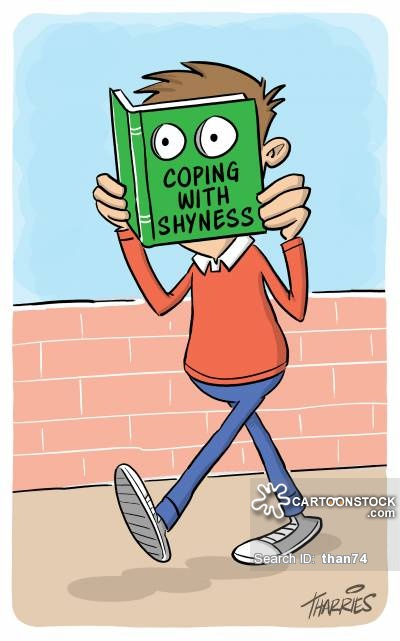 COPING
WITH
SHYNESS
CARTOONSTOCK
.com
Search ID: than74
THARRIES